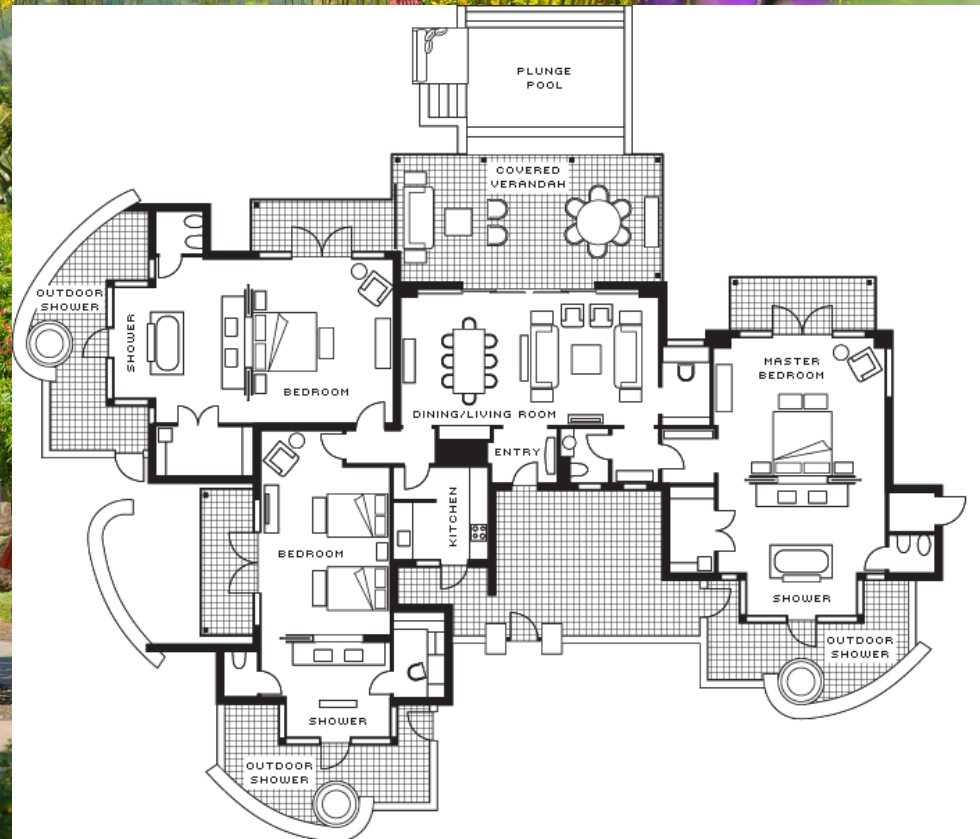 PLUNGE
POOL
COVERED
VERANDAH
OUTDOOR
SHOWER
SHOWER
BEDROOM
MASTER
BEDROOM
DINING/LIVING ROOM
ENTRY
KITCHEN
BEDROOM
SHOWER
OUTDOOR
SHOWER
SHOWER
OUTDOOR
SHOWER